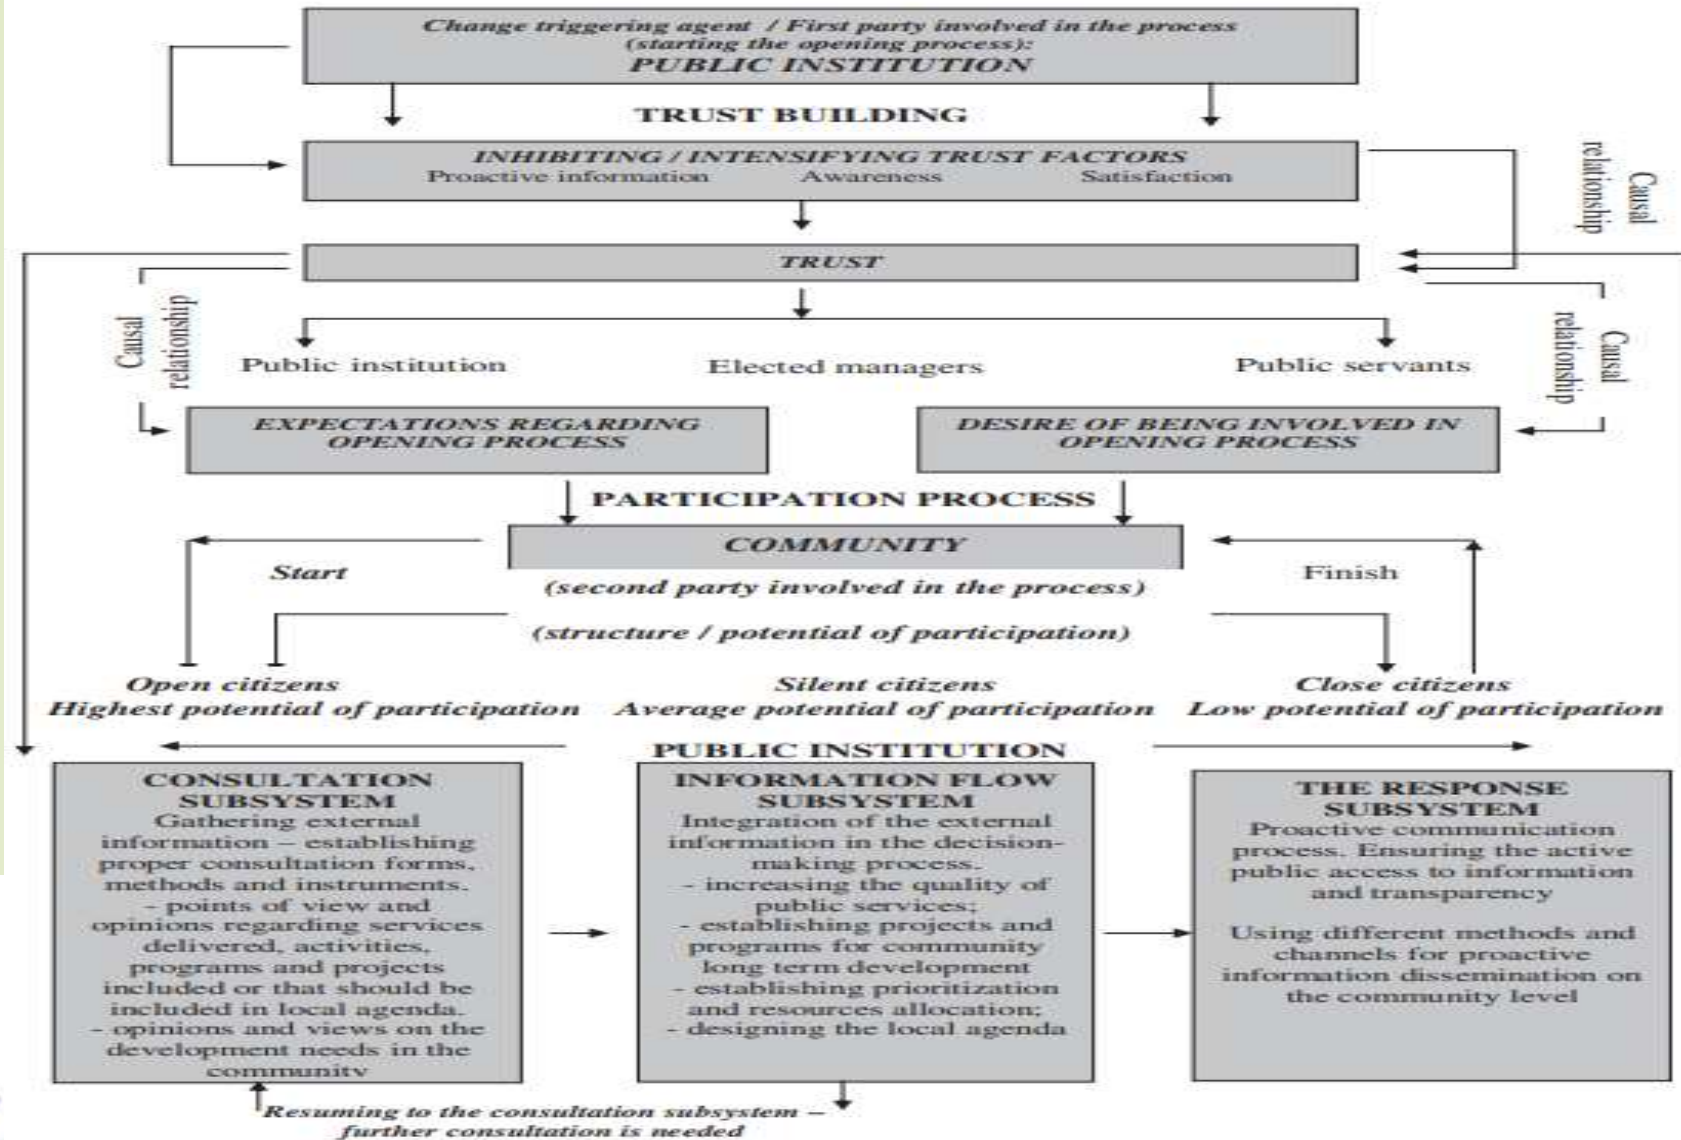 Change triggering agent / First party involved in the process
(starting the opening process):
PUBLIC INSTITUTION
TRUST BUILDING
INHIBITING / INTENSIFYING TRUST FACTORS
Proactive information Awareness Satisfaction
Causal
relationship
TRUST
Causal
relationship
Causal
relationship
Public institution Elected managers Public servants
EXPECTATIONS REGARDING
OPENING PROCESS
DESIRE OF BEING INVOLVED IN
OPENING PROCESS
PARTICIPATION PROCESS
COMMUNITY
Start
Finish
(second party involved in the process)
(structure / potential of participation)
Open citizens
Highest potential of participation
Silent citizens
Average potential of participation
Close citizens
Low potential of participation
PUBLIC INSTITUTION
CONSULTATION
SUBSYSTEM
Gathering external
information – establishing
proper consultation forms,
methods and instruments.
- points of view and
opinions regarding services
delivered, activities,
programs and projects
included or that should be
included in local agenda.
- opinions and views on the
development needs in the
community
INFORMATION FLOW
SUBSYSTEM
Integration of the external
information in the decision-
making process.
- increasing the quality of
public services;
- establishing projects and
programs for community
long term development
- establishing prioritization
and resources allocation;
- designing the local agenda
THE RESPONSE
SUBSYSTEM
Proactive communication
process. Ensuring the active
public access to information
and transparency
Using different methods and
channels for proactive
information dissemination on
the community level
Resuming to the consultation subsystem –
further consultation is needed